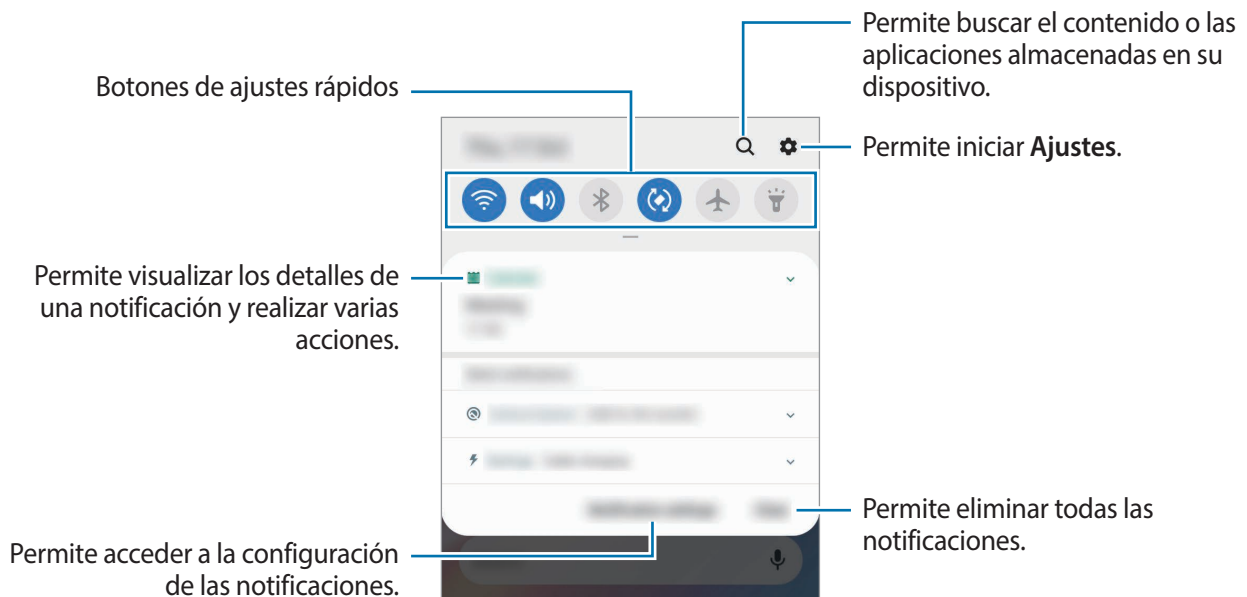 Permite buscar el contenido o las
aplicaciones almacenadas en su
dispositivo.
Botones de ajustes rápidos
Permite iniciar Ajustes.
Permite visualizar los detalles de
una notificación y realizar varias
acciones.
Permite eliminar todas las
notificaciones.
Permite acceder a la configuración
de las notificaciones.